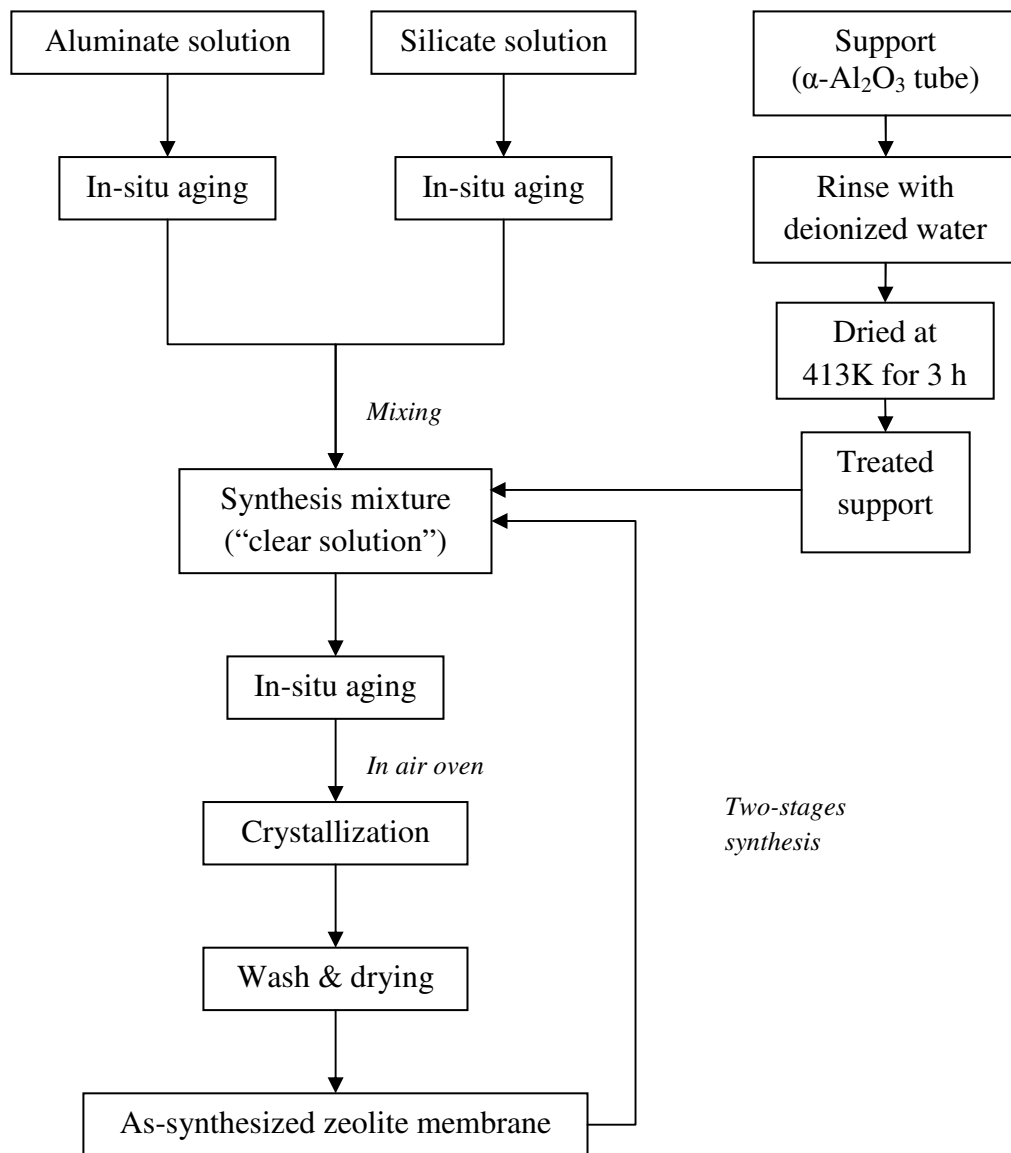 Aluminate solution
Silicate solution
Support
(α-Al₂O₃ tube)
In-situ aging
In-situ aging
Rinse with
deionized water
Dried at
413K for 3 h
Mixing
Treated
support
Synthesis mixture
(“clear solution”)
In-situ aging
In air oven
Crystallization
Two-stages
synthesis
Wash & drying
As-synthesized zeolite membrane